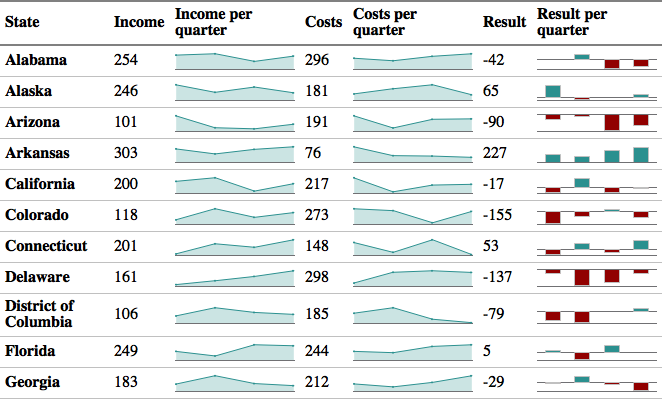 State Income Income per quarter Costs Costs per quarter Result Result per quarter
Alabama 254 296 -42
Alaska 246 181 65
Arizona 101 191 -90
Arkansas 303 76 227
California 200 217 -17
Colorado 118 273 -155
Connecticut 201 148 53
Delaware 161 298 -137
District of Columbia 106 185 -79
Florida 249 244 5
Georgia 183 212 -29